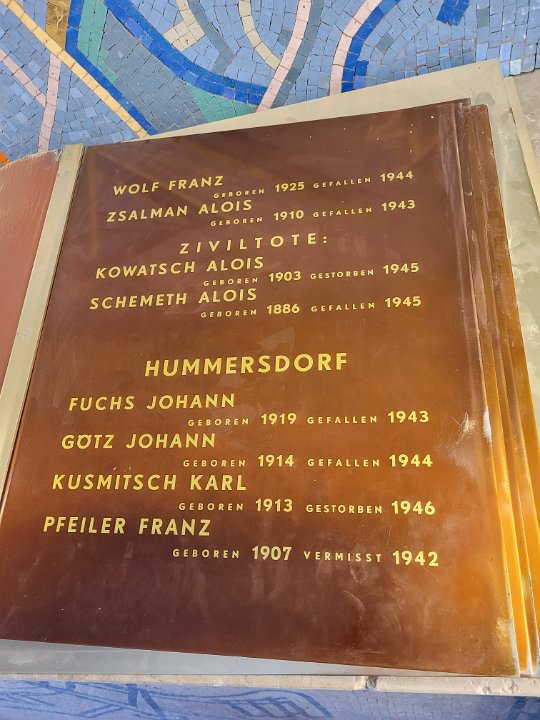 WOLF FRANZ
GEBOREN 1925 GEFALLEN 1944
ZSALMAN ALOIS
GEBOREN 1910 GEFALLEN 1943
ZIVILTOTE:
KOWATSCH ALOIS
GEBOREN 1903 GESTORBEN 1945
SCHEMETH ALOIS
GEBOREN 1886 GEFALLEN 1945
HUMMERSDORF
FUCHS JOHANN
GEBOREN 1919 GEFALLEN 1943
GÖTZ JOHANN
GEBOREN 1914 GEFALLEN 1944
KUSMITSCH KARL
GEBOREN 1913 GESTORBEN 1946
PFEILER FRANZ
GEBOREN 1907 VERMISST 1942